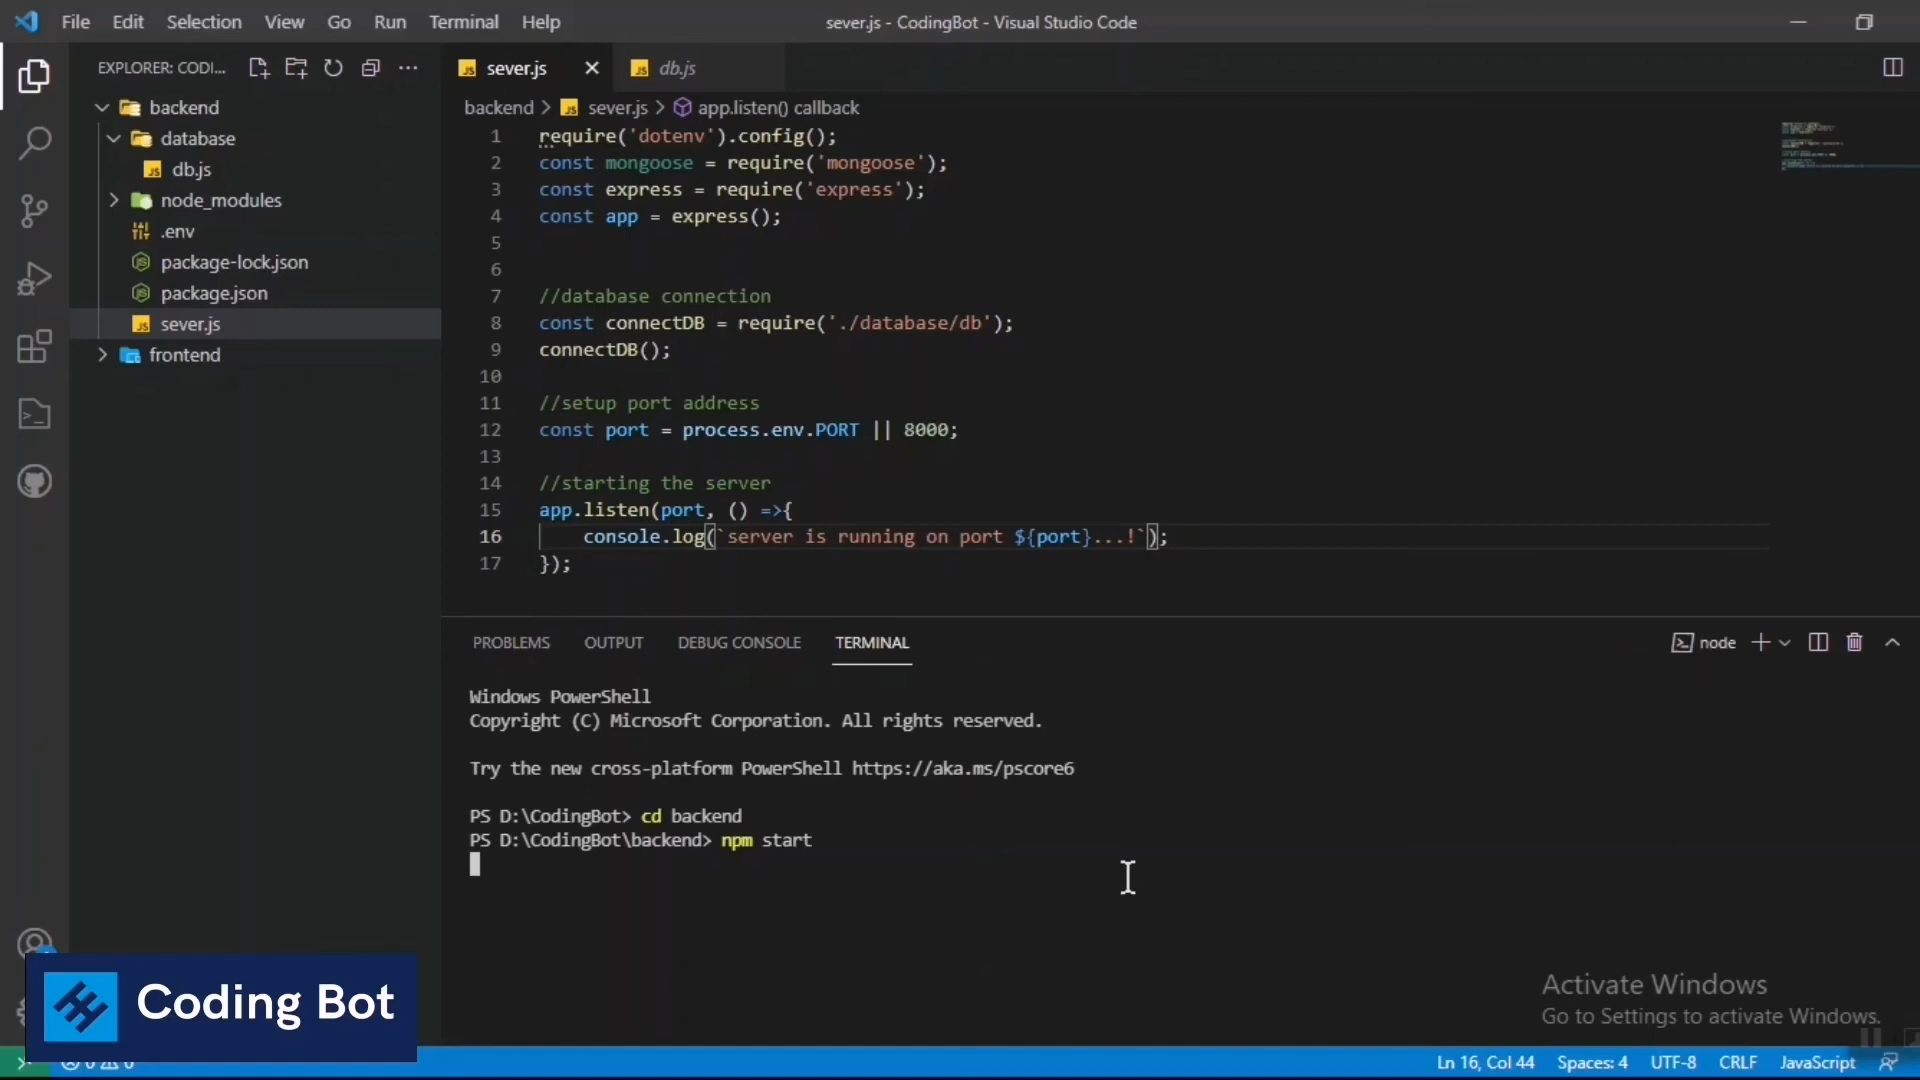 File Edit Selection View Go Run Terminal Help
sever.js - CodingBot - Visual Studio Code
EXPLORER: CODI...
backend
database
db.js
node_modules
.env
package-lock.json
package.json
sever.js
frontend
sever.js
db.js
backend > sever.js > app.listen() callback
1 require('dotenv').config();
2 const mongoose = require('mongoose');
3 const express = require('express');
4 const app = express();
5
6
7 //database connection
8 const connectDB = require('./database/db');
9 connectDB();
10
11 //setup port address
12 const port = process.env.PORT || 8000;
13
14 //starting the server
15 app.listen(port, () =>{
16 console.log(`server is running on port ${port}...!`);
17 });
PROBLEMS OUTPUT DEBUG CONSOLE TERMINAL
node
Windows PowerShell
Copyright (C) Microsoft Corporation. All rights reserved.
Try the new cross-platform PowerShell https://aka.ms/pscore6
PS D:\CodingBot> cd backend
PS D:\CodingBot\backend> npm start
Activate Windows
Go to Settings to activate Windows.
Coding Bot
Ln 16, Col 44 Spaces: 4 UTF-8 CRLF JavaScript